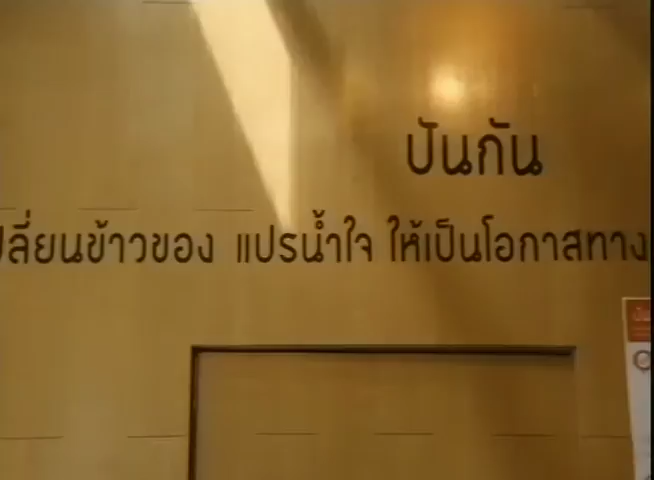 ปันกัน
ปลี่ยนข้าวของ แปรน้ำใจ ให้เป็นโอกาสทาง